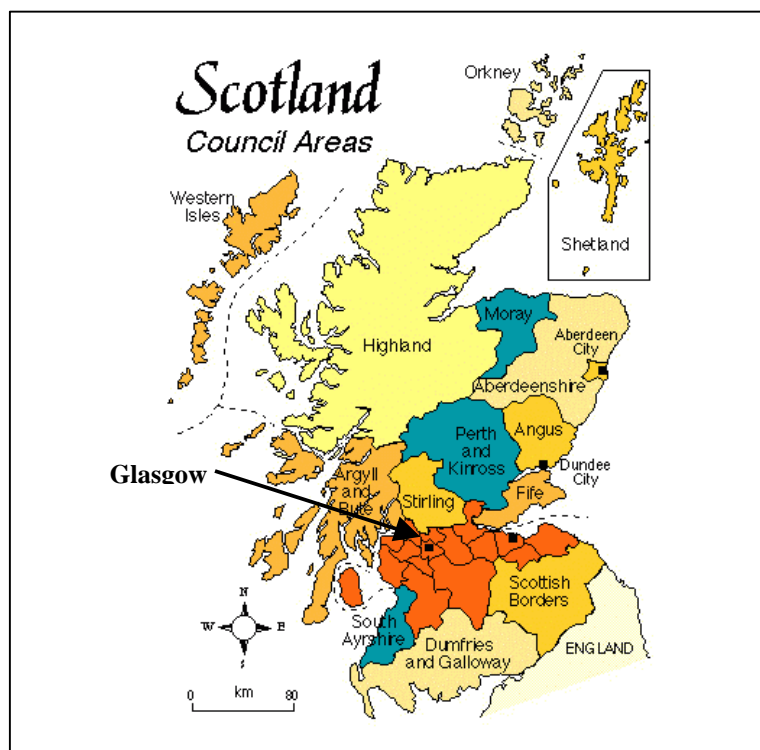 Scotland
Council Areas
Orkney
Western
Isles
Shetland
Moray
Highland
Aberdeen
City
Aberdeenshire
Perth
and
Kinross
Angus
Glasgow
Argyll
and
Bute
Stirling
Dundee
City
Fife
Scottish
Borders
South
Ayrshire
Dumfries
and Galloway
ENGLAND
N
W
E
s
0
km
80